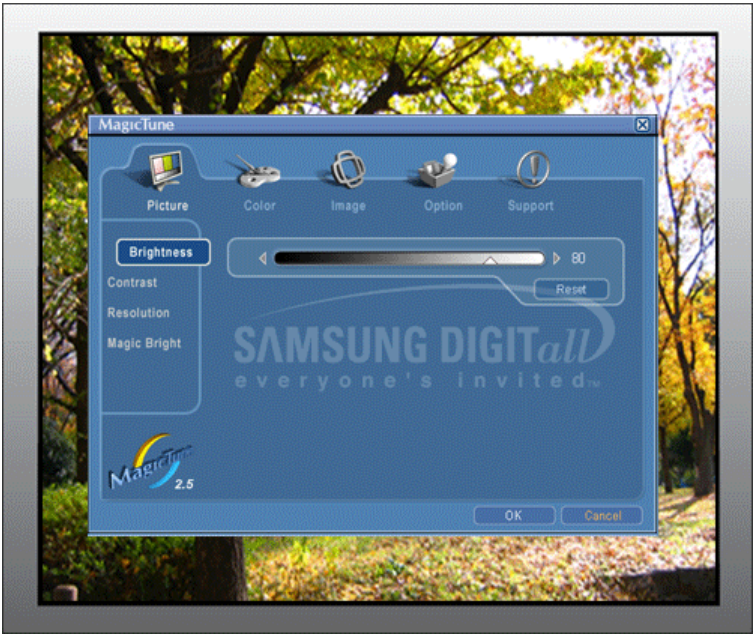 MagicTune
Picture
Color
Image
Option
Support
Brightness
80
Contrast
Reset
Resolution
Magic Bright
SAMSUNG DIGITall
everyone's invited™
MagicTune
2.5
OK
Cancel